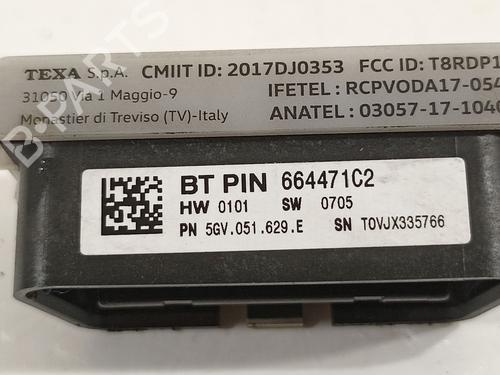 TEXA S.p.A. CMIIT ID: 2017DJ0353 FCC ID: T8RDP1
31050 Via 1 Maggio-9 IFETEL: RCPVODA17-054
Monastier di Treviso (TV)-Italy ANATEL: 03057-17-1040
BT PIN 664471C2
HW 0101 SW 0705
PN 5GV.051.629.E SN TOVJX335766
B-PARTS